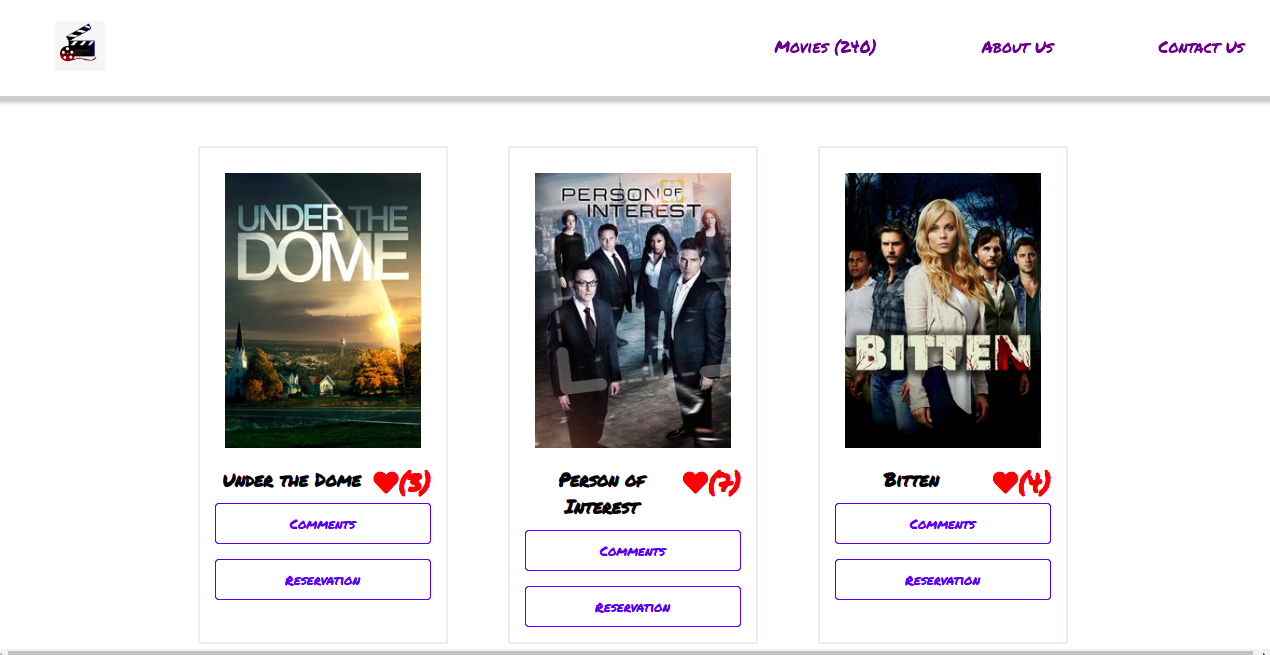 Movies (240)
About Us
Contact Us
UNDER THE
DOME
PERSON OF
INTEREST
BITTEN
Under the Dome
(3)
Person of
Interest
(7)
Bitten
(4)
Comments
Comments
Comments
Reservation
Reservation
Reservation